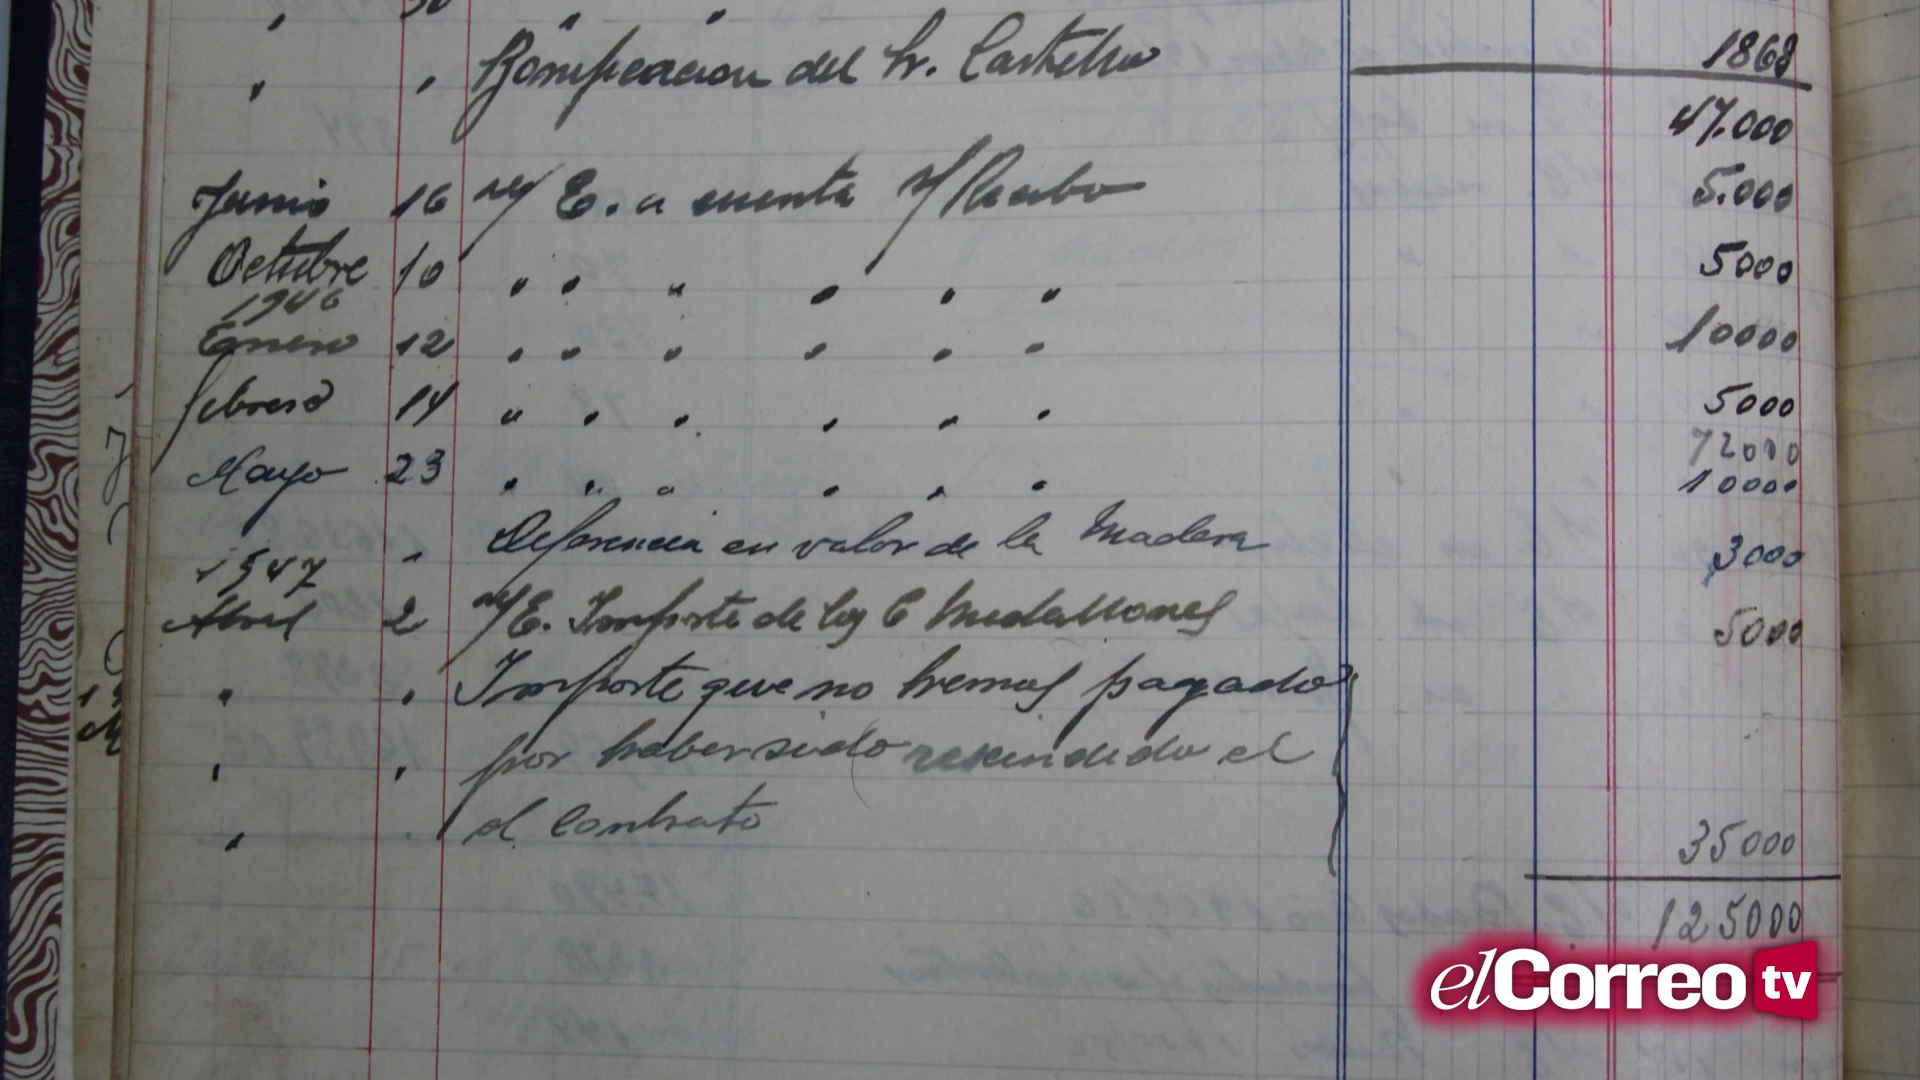 30 " "
" " Bonificacion del Sr. Castello 1868
47.000
Junio 16 n/ E. a cuenta s/ Recibo 5.000
Octubre 10 " " " " " " 5000
1946
Enero 12 " " " " " " 10000
febrero 14 " " " " " " 5000
72000
Mayo 23 " " " " " " 10000
" Diferencia en valor de la Madera 3000
1947
Abril 2 n/E. Importe de los 6 Medallones 5000
" " Importe que no hemos pagado
" " por haber sido rescindido el
" " el Contrato 35000
125000
elCorreo tv